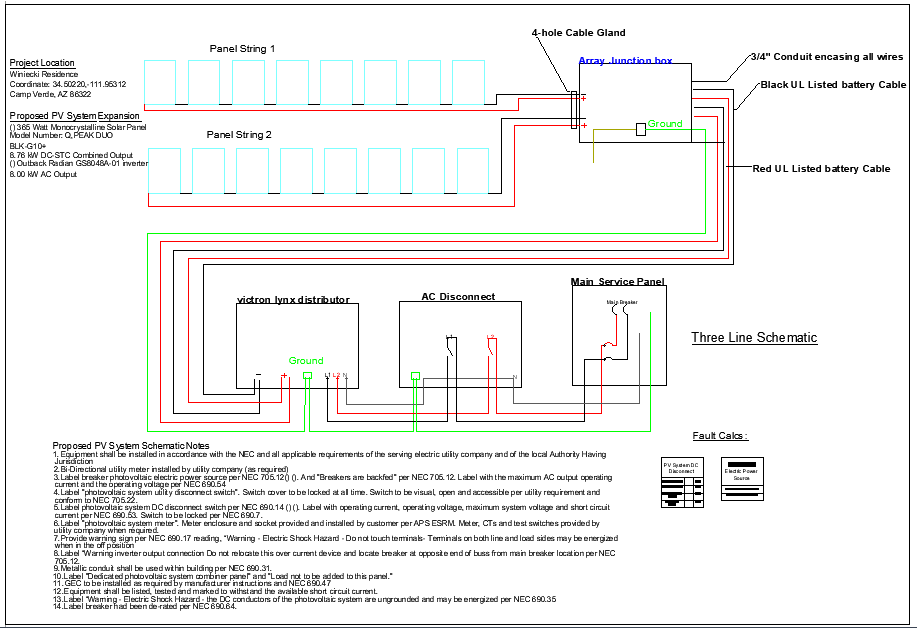 4-hole Cable Gland
Panel String 1
Array Junction box
3/4" Conduit encasing all wires
Project Location
Winiecki Residence
Coordinate: 34.50220,-111.95312
Camp Verde, AZ 86322
Black UL Listed battery Cable
Proposed PV System Expansion
() 365 Watt Monocrystalline Solar Panel
Model Number: Q.PEAK DUO
BLK-G10+
6.76 kW DC-STC Combined Output
() Outback Radian GS8048A-01 inverter
8.00 kW AC Output
+
+
Ground
Panel String 2
Red UL Listed battery Cable
Main Service Panel
victron lynx distributor
AC Disconnect
Main Breaker
Three Line Schematic
L1
L2
Ground
- + L1 L2 N
N
Fault Calcs:
PV System DC
Disconnect
Electric Power
Source
Proposed PV System Schematic Notes
1. Equipment shall be installed in accordance with the NEC and all applicable requirements of the serving electric utility company and of the local Authority Having
Jurisdiction
2. Bi-Directional utility meter installed by utility company (as required)
3. Label breaker photovoltaic electric power source per NEC 705.12() (). And "Breakers are backfed" per NEC 705.12. Label with the maximum AC output operating
current and the operating voltage per NEC 690.54
4. Label "photovoltaic system utility disconnect switch". Switch cover to be locked at all time. Switch to be visual, open and accessible per utility requirement and
conform to NEC 705.22.
5. Label photovoltaic system DC disconnect switch per NEC 690.14 () (). Label with operating current, operating voltage, maximum system voltage and short circuit
current per NEC 690.53. Switch to be locked per NEC 690.7.
6. Label "photovoltaic system meter". Meter enclosure and socket provided and installed by customer per APS ESRM. Meter, CTs and test switches provided by
utility company when required.
7. Provide warning sign per NEC 690.17 reading, "Warning - Electric Shock Hazard - Do not touch terminals- Terminals on both line and load sides may be energized
when in the off position
8. Label "Warning inverter output connection Do not relocate this over current device and locate breaker at opposite end of buss from main breaker location per NEC
705.12.
9. Metallic conduit shall be used within building per NEC 690.31.
10. Label "Dedicated photovoltaic system combiner panel" and "Load not to be added to this panel."
11. GEC to be installed as required by manufacturer instructions and NEC 690.47
12. Equipment shall be listed, tested and marked to withstand the available short circuit current.
13. Label "Warning - Electric Shock Hazard - the DC conductors of the photovoltaic system are ungrounded and may be energized per NEC 690.35
14. Label breaker had been de-rated per NEC 690.64.